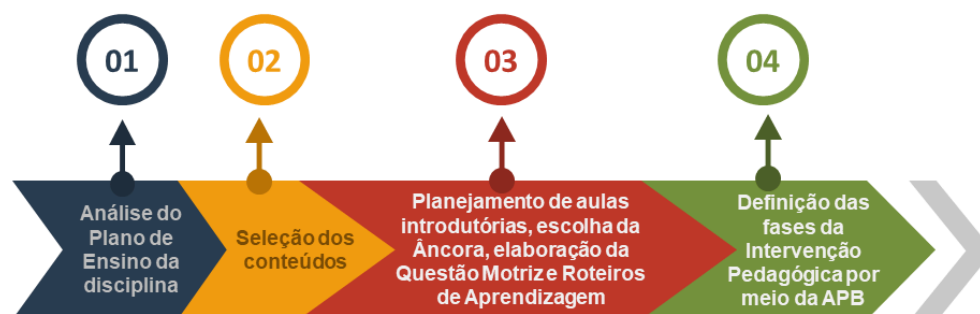 01
02
03
04
Análise do
Plano de
Ensino da
disciplina
Seleção dos
conteúdos
Planejamento de aulas
introdutórias, escolha da
Âncora, elaboração da
Questão Motriz e Roteiros
de Aprendizagem
Definição das
fases da
Intervenção
Pedagógica por
meio da APB